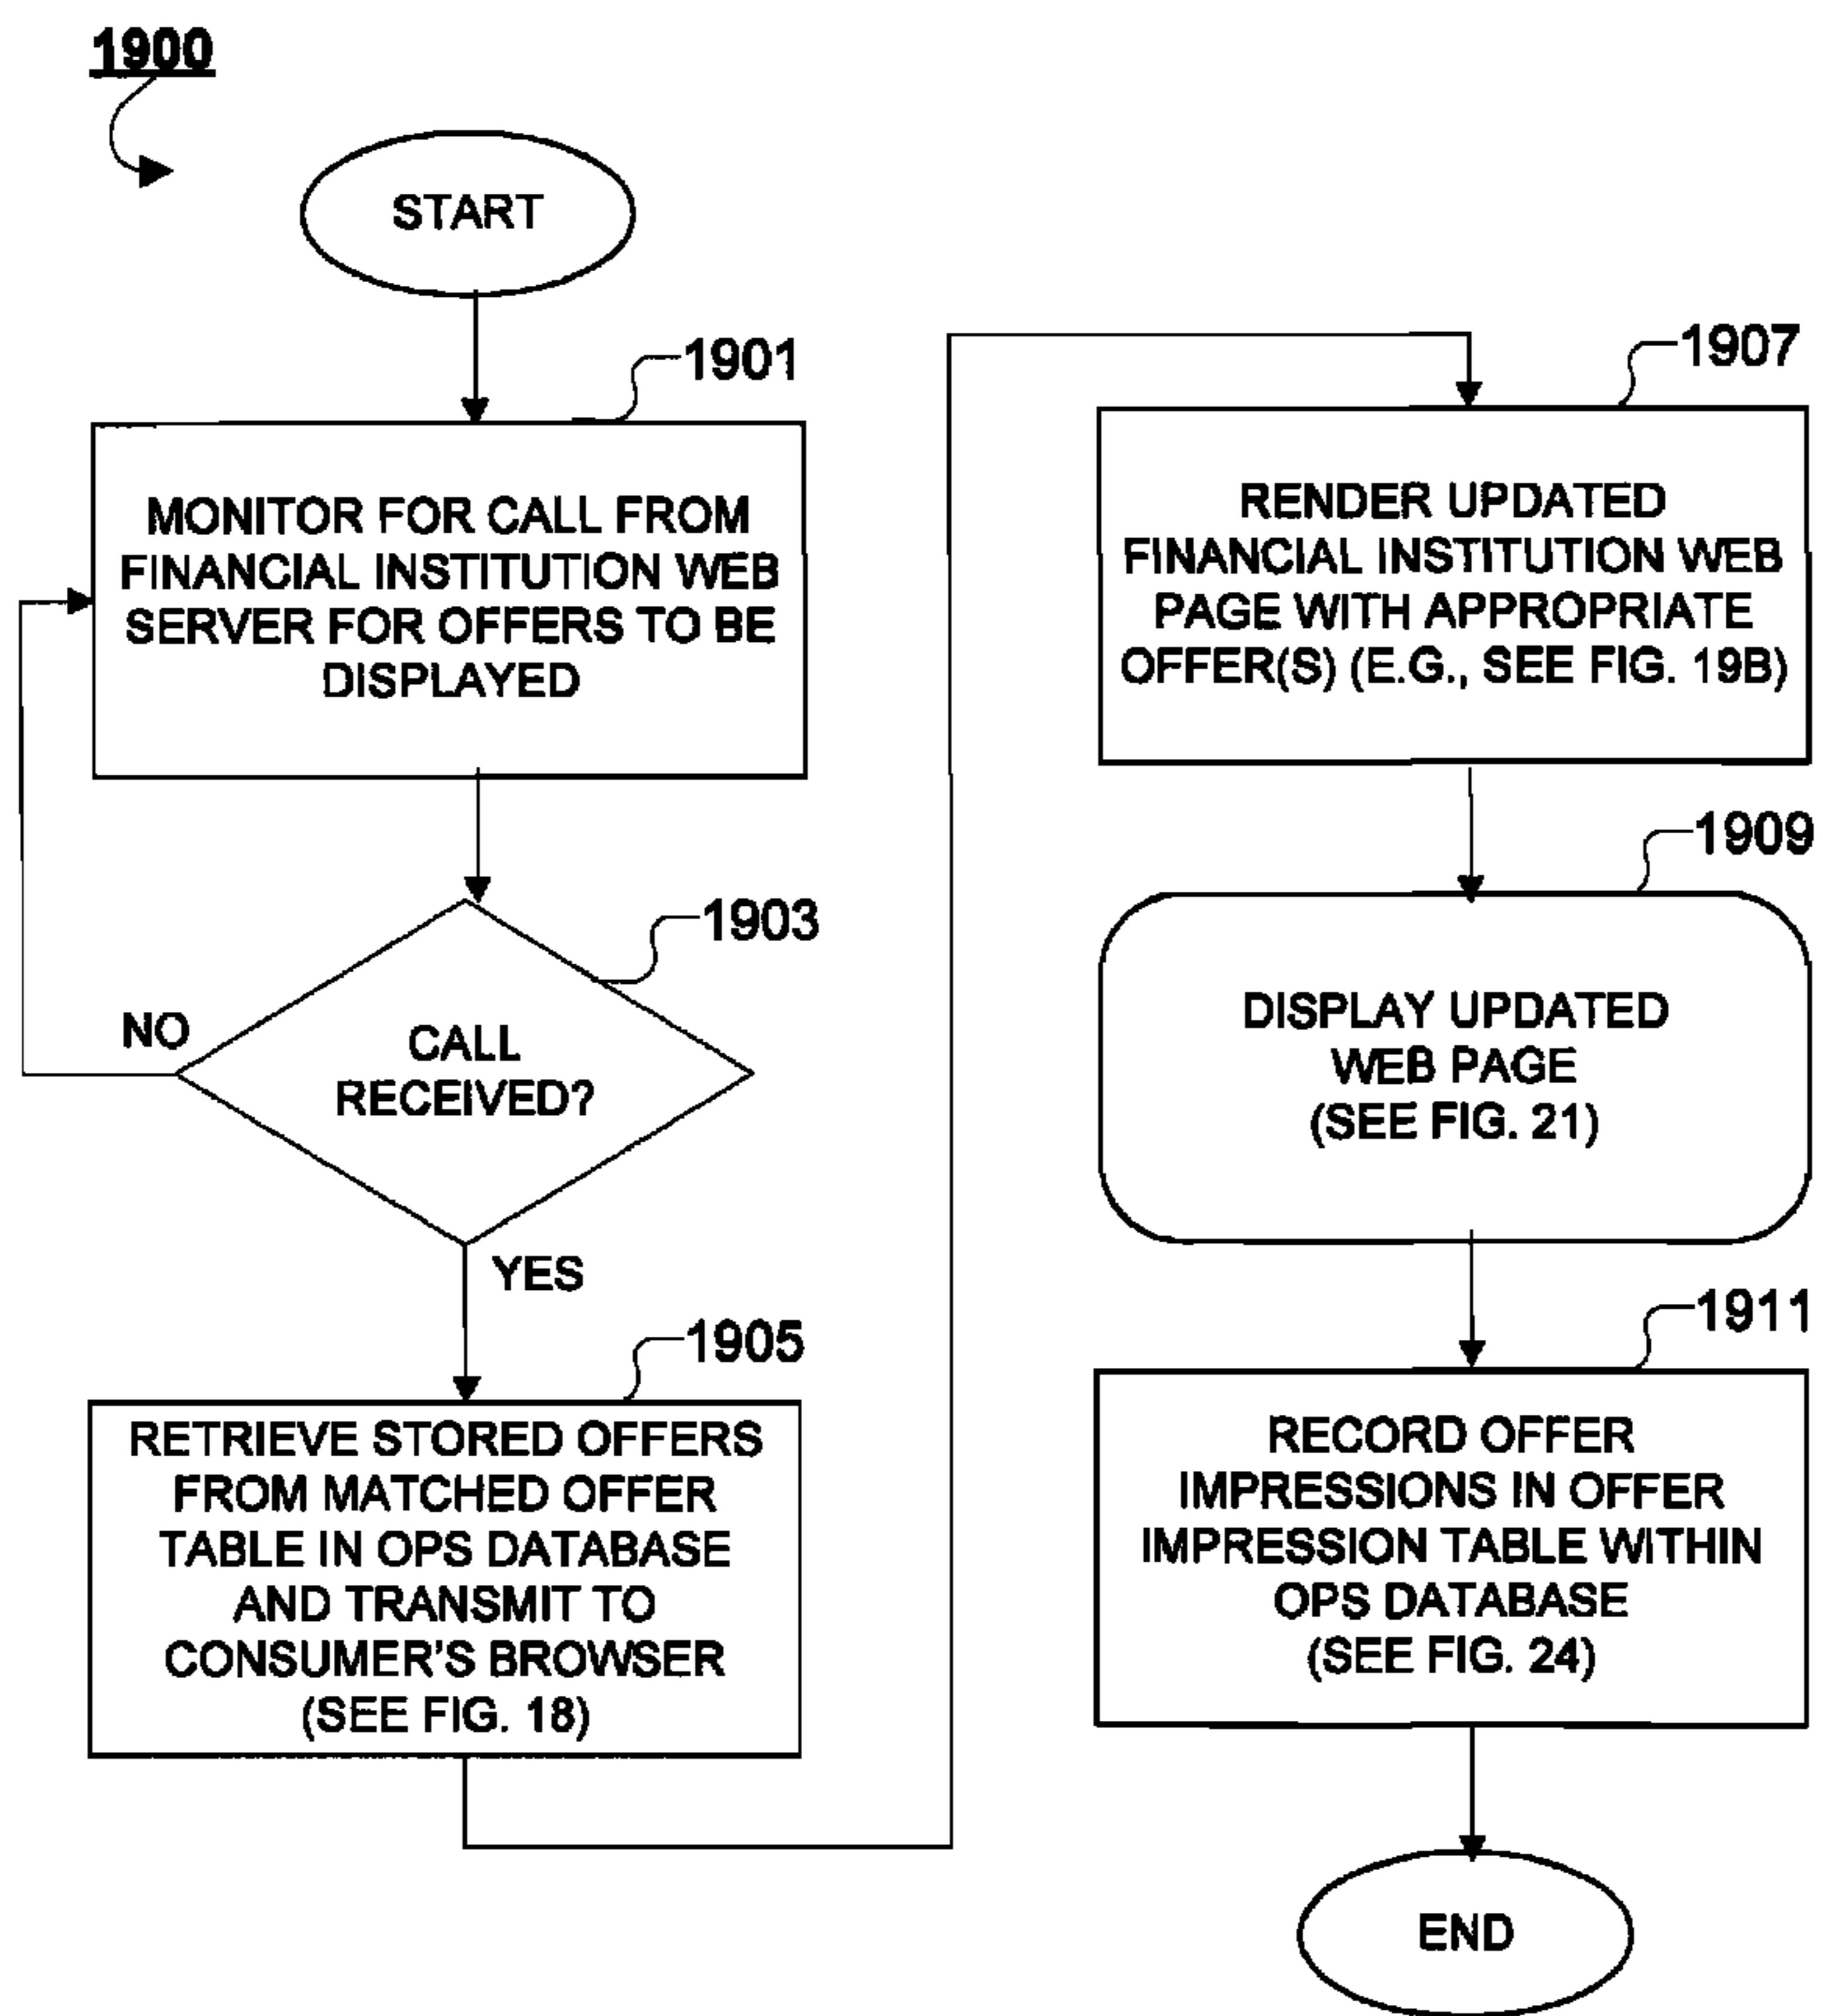 1900
START
1901
MONITOR FOR CALL FROM
FINANCIAL INSTITUTION WEB
SERVER FOR OFFERS TO BE
DISPLAYED
1903
NO
CALL
RECEIVED?
YES
1905
RETRIEVE STORED OFFERS
FROM MATCHED OFFER
TABLE IN OPS DATABASE
AND TRANSMIT TO
CONSUMER'S BROWSER
(SEE FIG. 18)
1907
RENDER UPDATED
FINANCIAL INSTITUTION WEB
PAGE WITH APPROPRIATE
OFFER(S) (E.G., SEE FIG. 19B)
1909
DISPLAY UPDATED
WEB PAGE
(SEE FIG. 21)
1911
RECORD OFFER
IMPRESSIONS IN OFFER
IMPRESSION TABLE WITHIN
OPS DATABASE
(SEE FIG. 24)
END